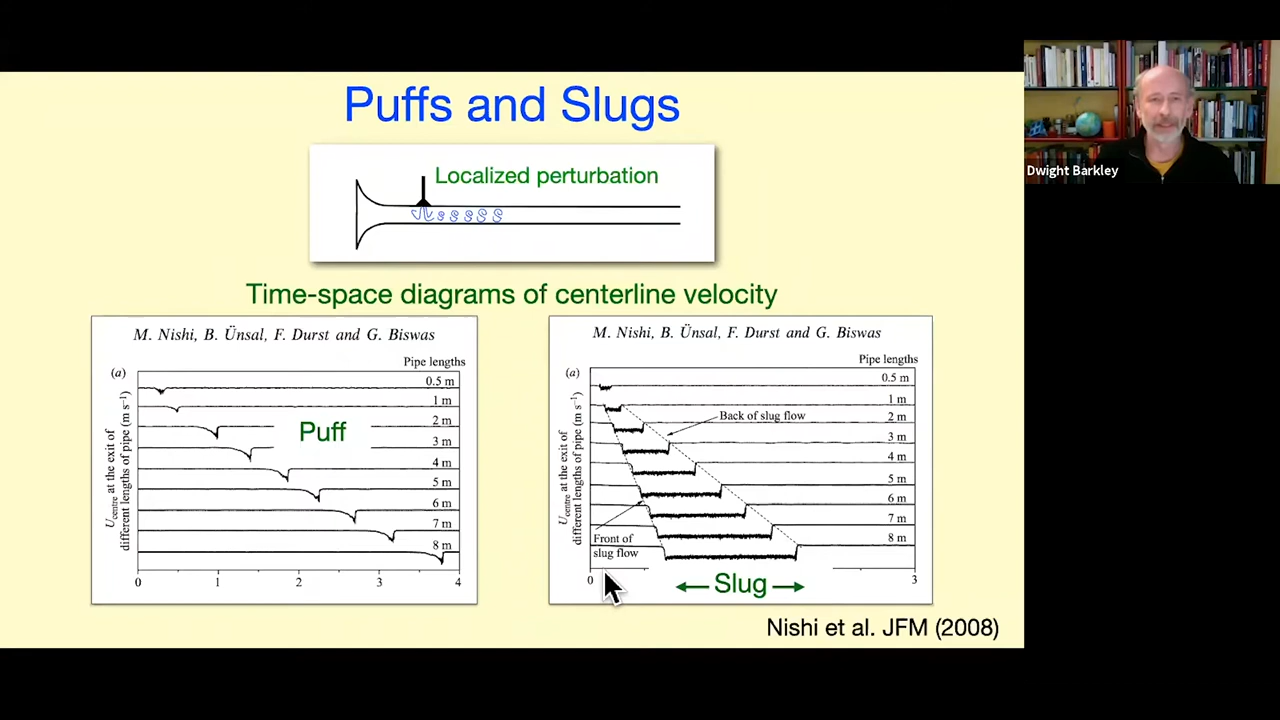 Puffs and Slugs
Dwight Barkley
Localized perturbation
Time-space diagrams of centerline velocity
M. Nishi, B. Ünsal, F. Durst and G. Biswas
Pipe lengths
(a)
0.5 m
1 m
2 m
3 m
4 m
5 m
6 m
7 m
8 m
Puff
U centre at the exit of
different lengths of pipe (m s⁻¹)
0 1 2 3 4
M. Nishi, B. Ünsal, F. Durst and G. Biswas
Pipe lengths
(a)
0.5 m
1 m
2 m
3 m
4 m
5 m
6 m
7 m
8 m
Back of slug flow
Front of
slug flow
U centre at the exit of
different lengths of pipe (m s⁻¹)
0 3
Slug
Nishi et al. JFM (2008)